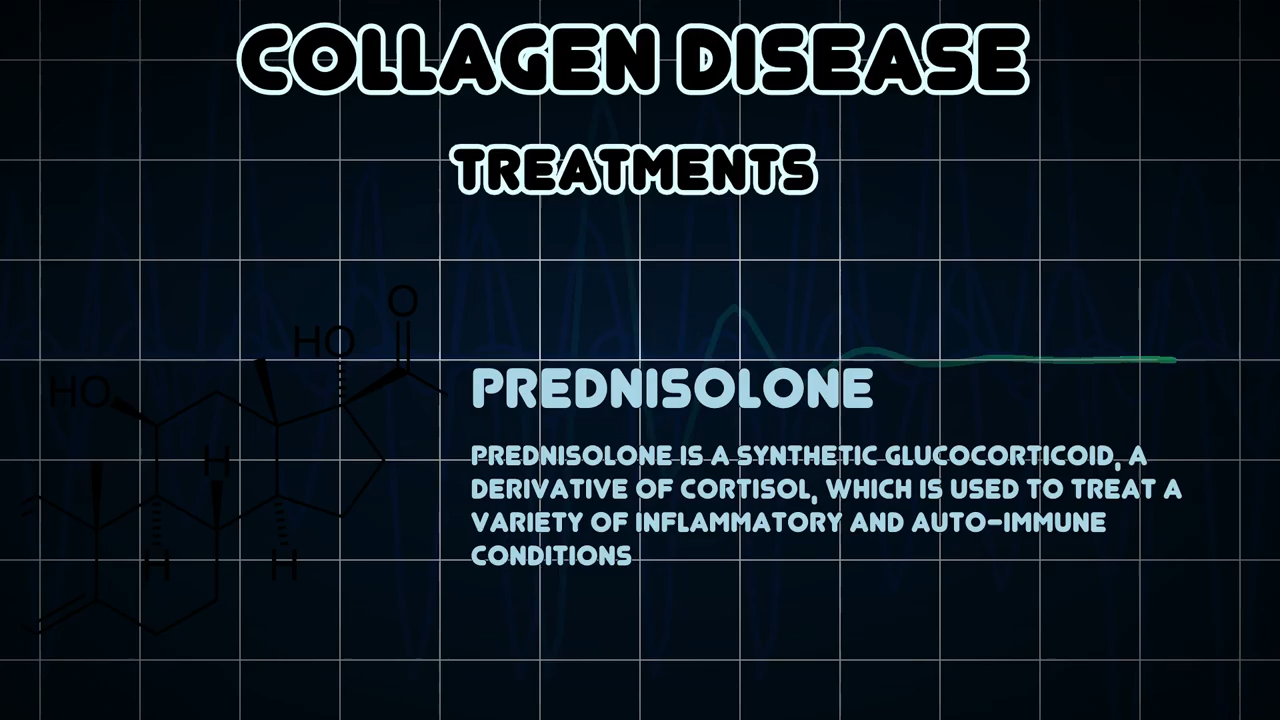 COLLAGEN DISEASE
TREATMENTS
O
HO
HO
H
H
H
PREDNISOLONE
PREDNISOLONE IS A SYNTHETIC GLUCOCORTICOID, A
DERIVATIVE OF CORTISOL, WHICH IS USED TO TREAT A
VARIETY OF INFLAMMATORY AND AUTO-IMMUNE
CONDITIONS